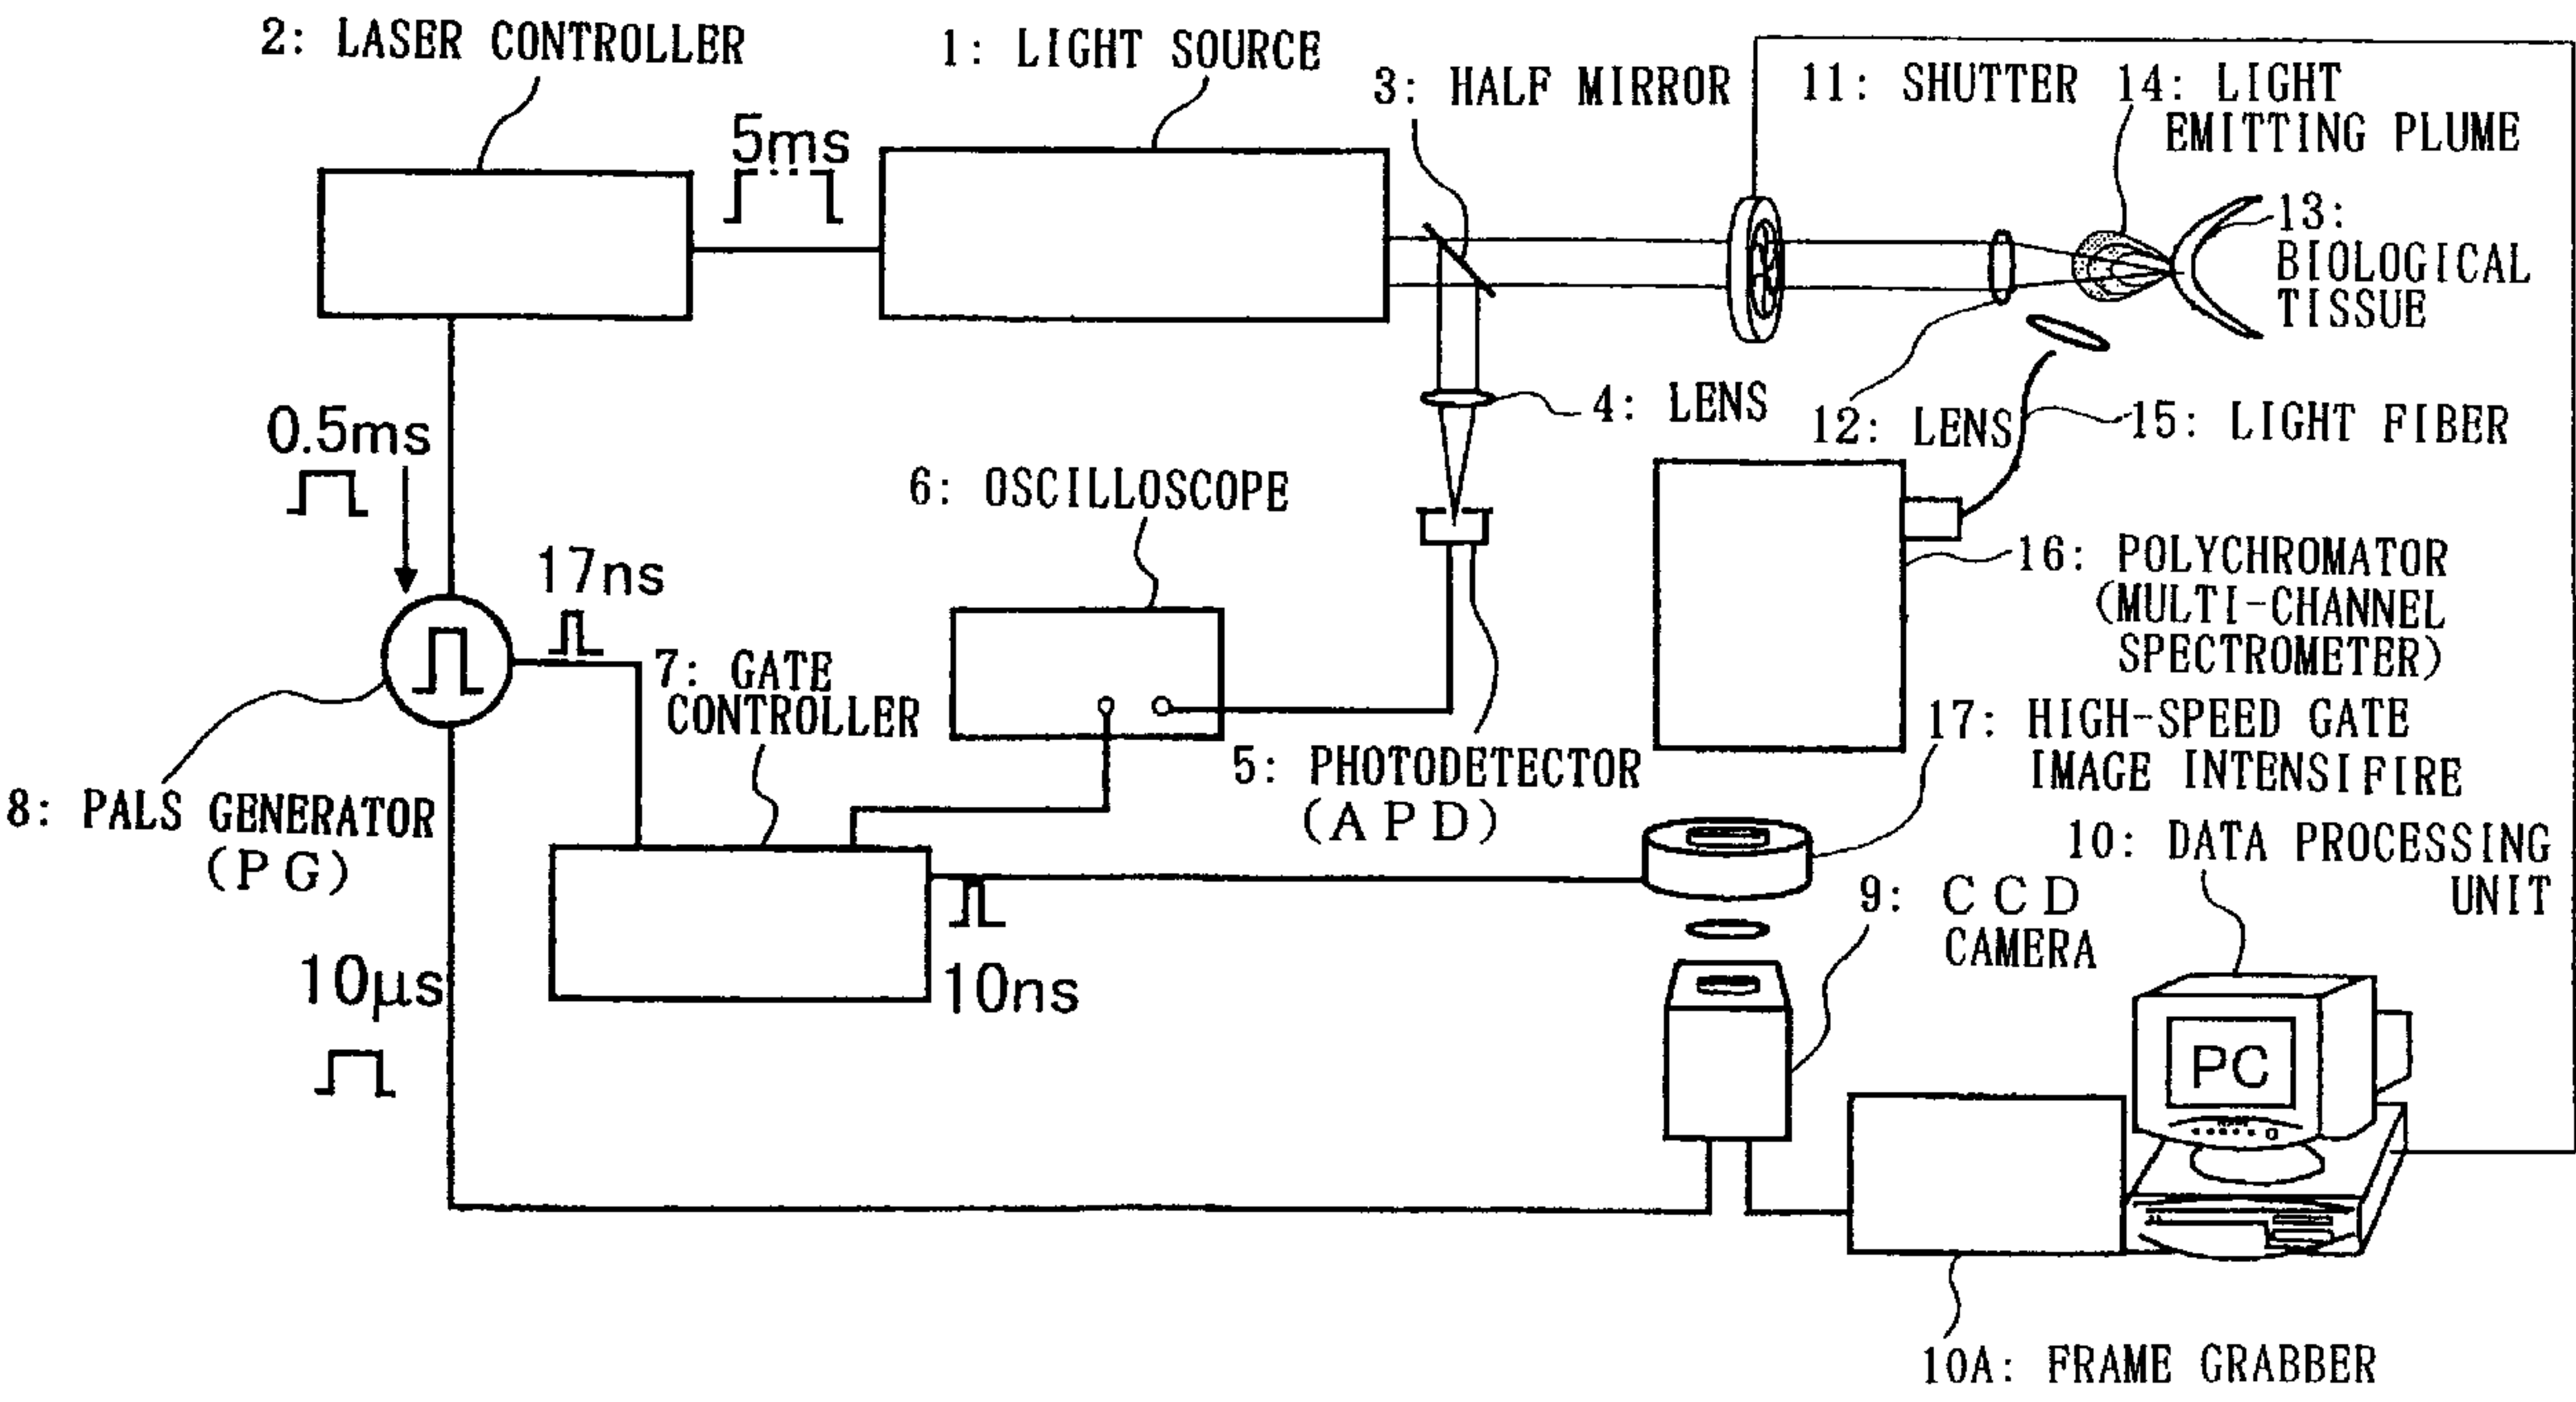 2: LASER CONTROLLER
1: LIGHT SOURCE
3: HALF MIRROR
11: SHUTTER
14: LIGHT
EMITTING PLUME
5ms
13:
BIOLOGICAL
TISSUE
4: LENS
12: LENS
15: LIGHT FIBER
0.5ms
6: OSCILLOSCOPE
17ns
16: POLYCHROMATOR
(MULTI-CHANNEL
SPECTROMETER)
7: GATE
CONTROLLER
17: HIGH-SPEED GATE
IMAGE INTENSIFIRE
5: PHOTODETECTOR
(APD)
8: PALS GENERATOR
(PG)
10: DATA PROCESSING
UNIT
9: CCD
CAMERA
10µs
10ns
PC
10A: FRAME GRABBER